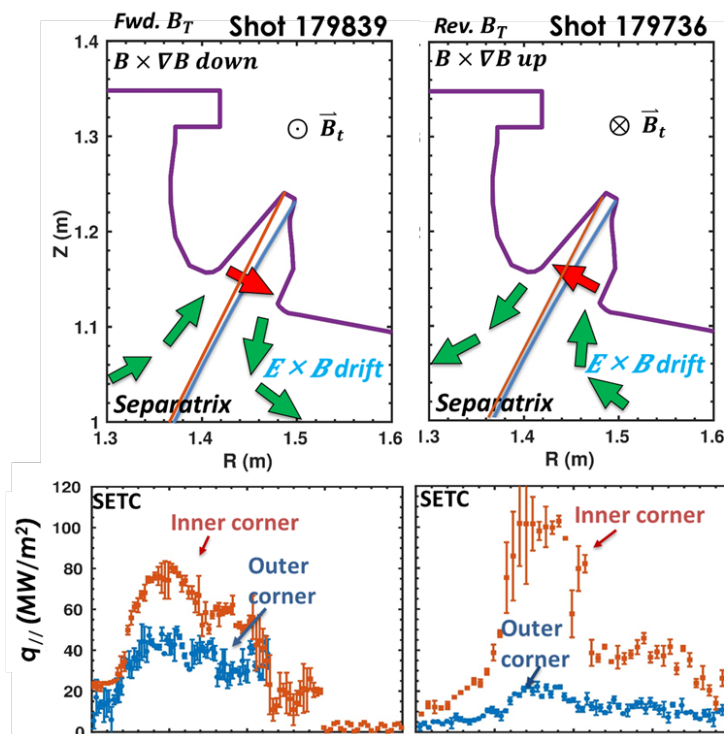 Fwd. B_T Shot 179839
B × ∇B down
⊙ B⃗_t
E × B drift
Separatrix
1.4
1.3
1.2
1.1
1
Z (m)
1.3 1.4 1.5 1.6
R (m)
Rev. B_T Shot 179736
B × ∇B up
⊗ B⃗_t
E × B drift
Separatrix
1.3 1.4 1.5 1.6
R (m)
SETC
Inner corner
Outer
corner
120
100
80
60
40
20
0
q_// (MW/m²)
SETC
Inner corner
Outer
corner